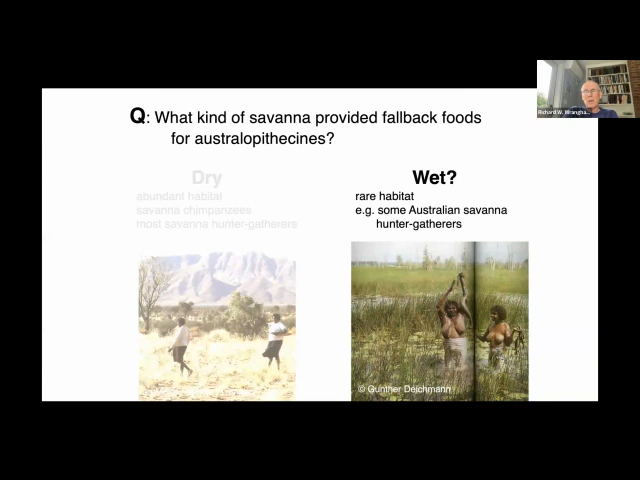 Richard W. Wrangha...
Q: What kind of savanna provided fallback foods
for australopithecines?
Dry
abundant habitat
savanna chimpanzees
most savanna hunter-gatherers
Wet?
rare habitat
e.g. some Australian savanna
hunter-gatherers
© Gunther Deichmann